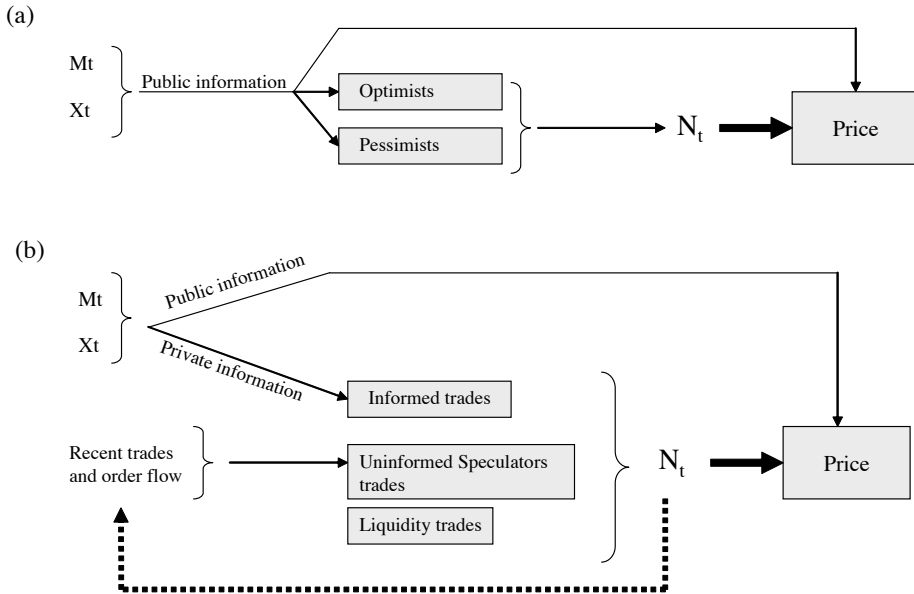 (a)
Mt
Xt
Public information
Optimists
Pessimists
Nt
Price
(b)
Mt
Xt
Public information
Private information
Informed trades
Recent trades
and order flow
Uninformed Speculators
trades
Liquidity trades
Nt
Price